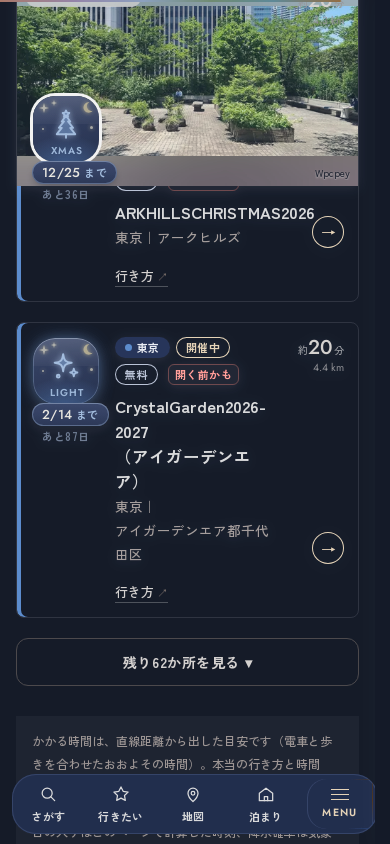 XMAS
12/25 まで
あと36日
Wpcpey
ARKHILLSCHRISTMAS2026
東京｜アークヒルズ
→
行き方 ↗
LIGHT
2/14 まで
あと87日
東京 開催中
無料 開く前かも
約20分
4.4 km
CrystalGarden2026-
2027
（アイガーデンエ
ア）
東京｜
アイガーデンエア都千代
田区
→
行き方 ↗
残り62か所を見る ▾
かかる時間は、直線距離から出した目安です（電車と歩
きを合わせたおおよその時間）。本当の行き方と時間
さがす 行きたい 地図 泊まり MENU